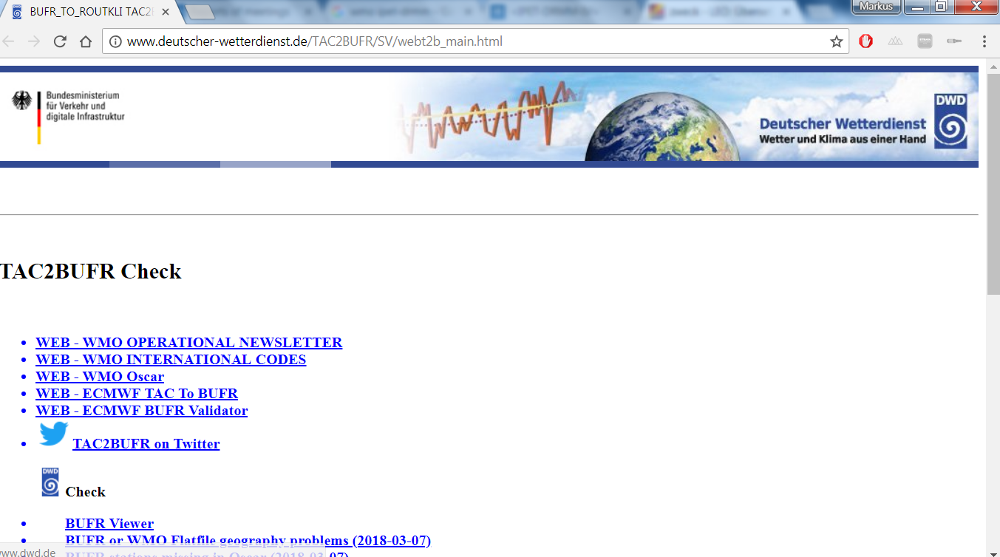 BUFR_TO_ROUTKLI TAC2
Markus
www.deutscher-wetterdienst.de/TAC2BUFR/SV/webt2b_main.html
Bundesministerium
für Verkehr und
digitale Infrastruktur
Deutscher Wetterdienst
Wetter und Klima aus einer Hand
DWD
TAC2BUFR Check
WEB - WMO OPERATIONAL NEWSLETTER
WEB - WMO INTERNATIONAL CODES
WEB - WMO Oscar
WEB - ECMWF TAC To BUFR
WEB - ECMWF BUFR Validator
TAC2BUFR on Twitter
DWD
Check
BUFR Viewer
BUFR or WMO Flatfile geography problems (2018-03-07)
BUFR stations missing in Oscar (2018-03-07)
www.dwd.de